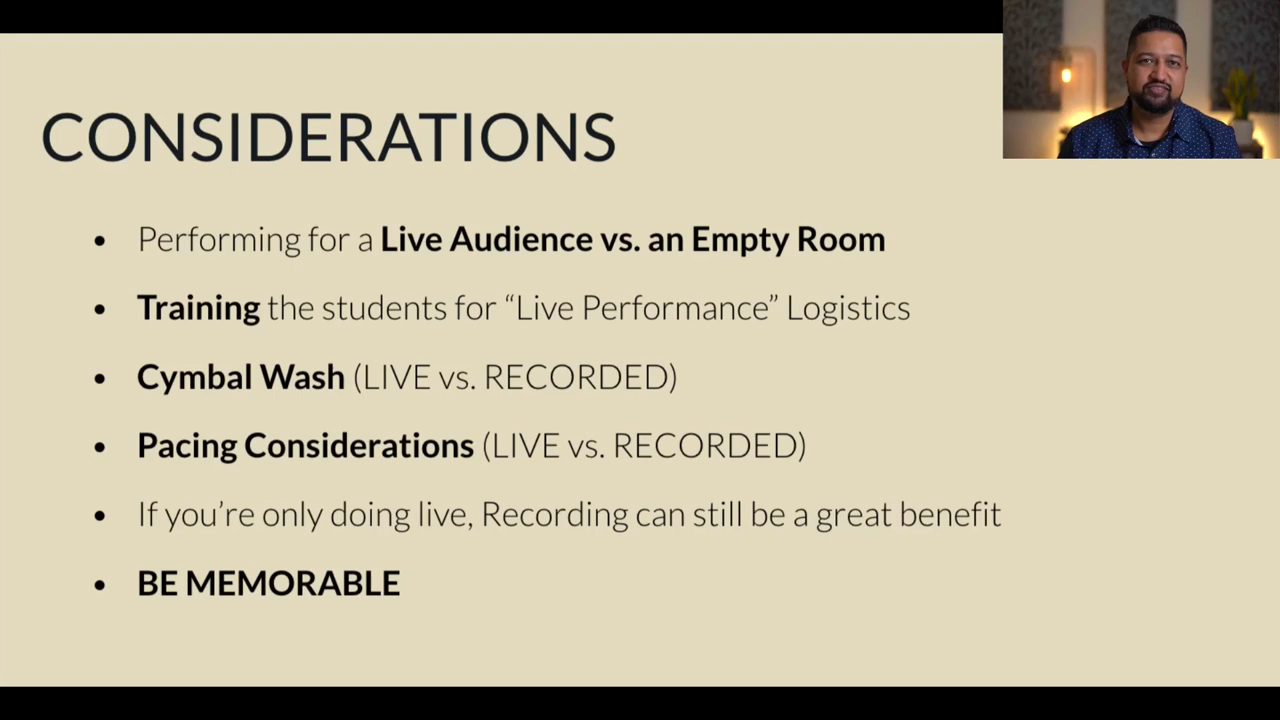 CONSIDERATIONS
• Performing for a Live Audience vs. an Empty Room
• Training the students for “Live Performance” Logistics
• Cymbal Wash (LIVE vs. RECORDED)
• Pacing Considerations (LIVE vs. RECORDED)
• If you’re only doing live, Recording can still be a great benefit
• BE MEMORABLE